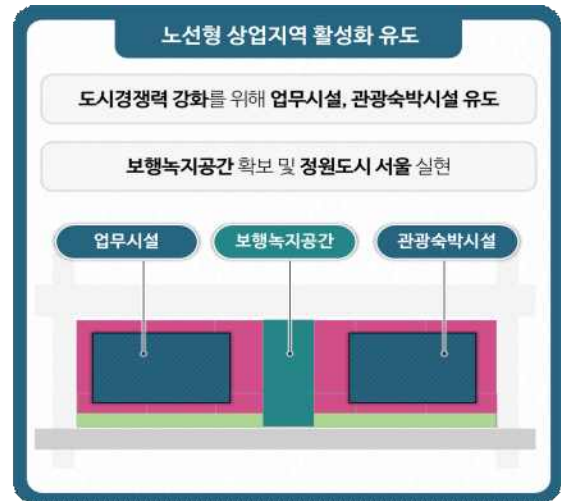 노선형 상업지역 활성화 유도
도시경쟁력 강화를 위해 업무시설, 관광숙박시설 유도
보행녹지공간 확보 및 정원도시 서울 실현
업무시설 보행녹지공간 관광숙박시설